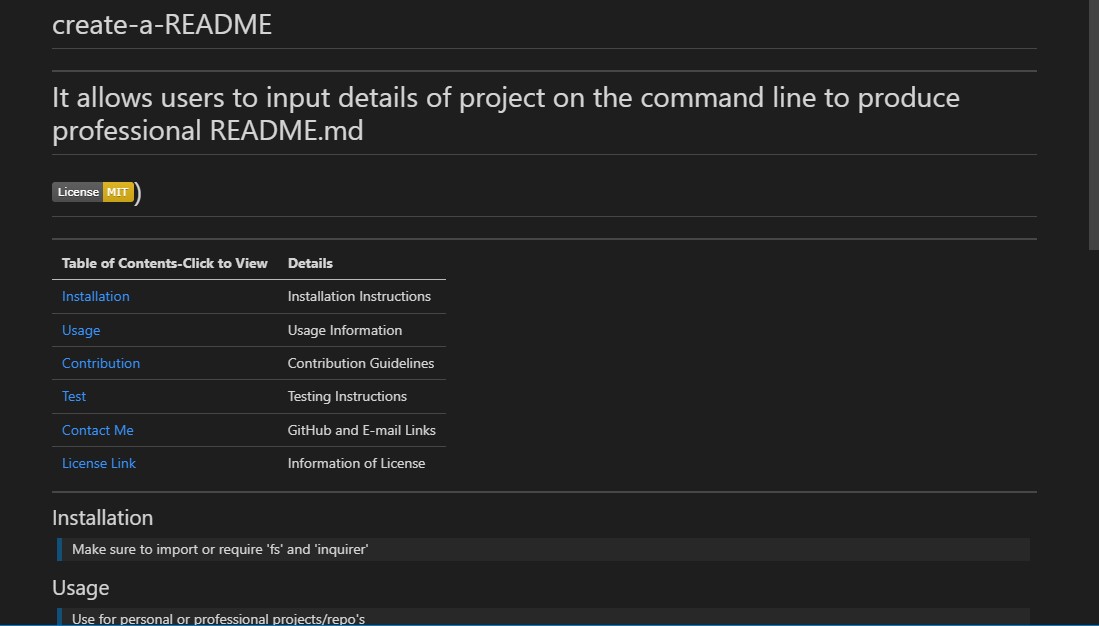 create-a-README
It allows users to input details of project on the command line to produce
professional README.md
License MIT)
Table of Contents-Click to View Details
Installation Installation Instructions
Usage Usage Information
Contribution Contribution Guidelines
Test Testing Instructions
Contact Me GitHub and E-mail Links
License Link Information of License
Installation
Make sure to import or require 'fs' and 'inquirer'
Usage
Use for personal or professional projects/repo's